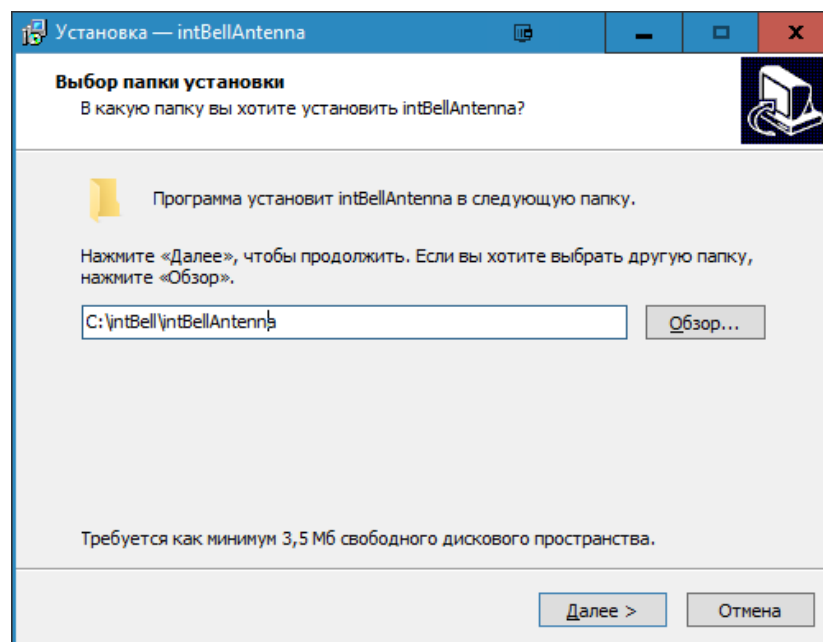 Установка — intBellAntenna
Выбор папки установки
В какую папку вы хотите установить intBellAntenna?
Программа установит intBellAntenna в следующую папку.
Нажмите «Далее», чтобы продолжить. Если вы хотите выбрать другую папку,
нажмите «Обзор».
C:\intBell\intBellAntenna
Обзор...
Требуется как минимум 3,5 Мб свободного дискового пространства.
Далее >
Отмена